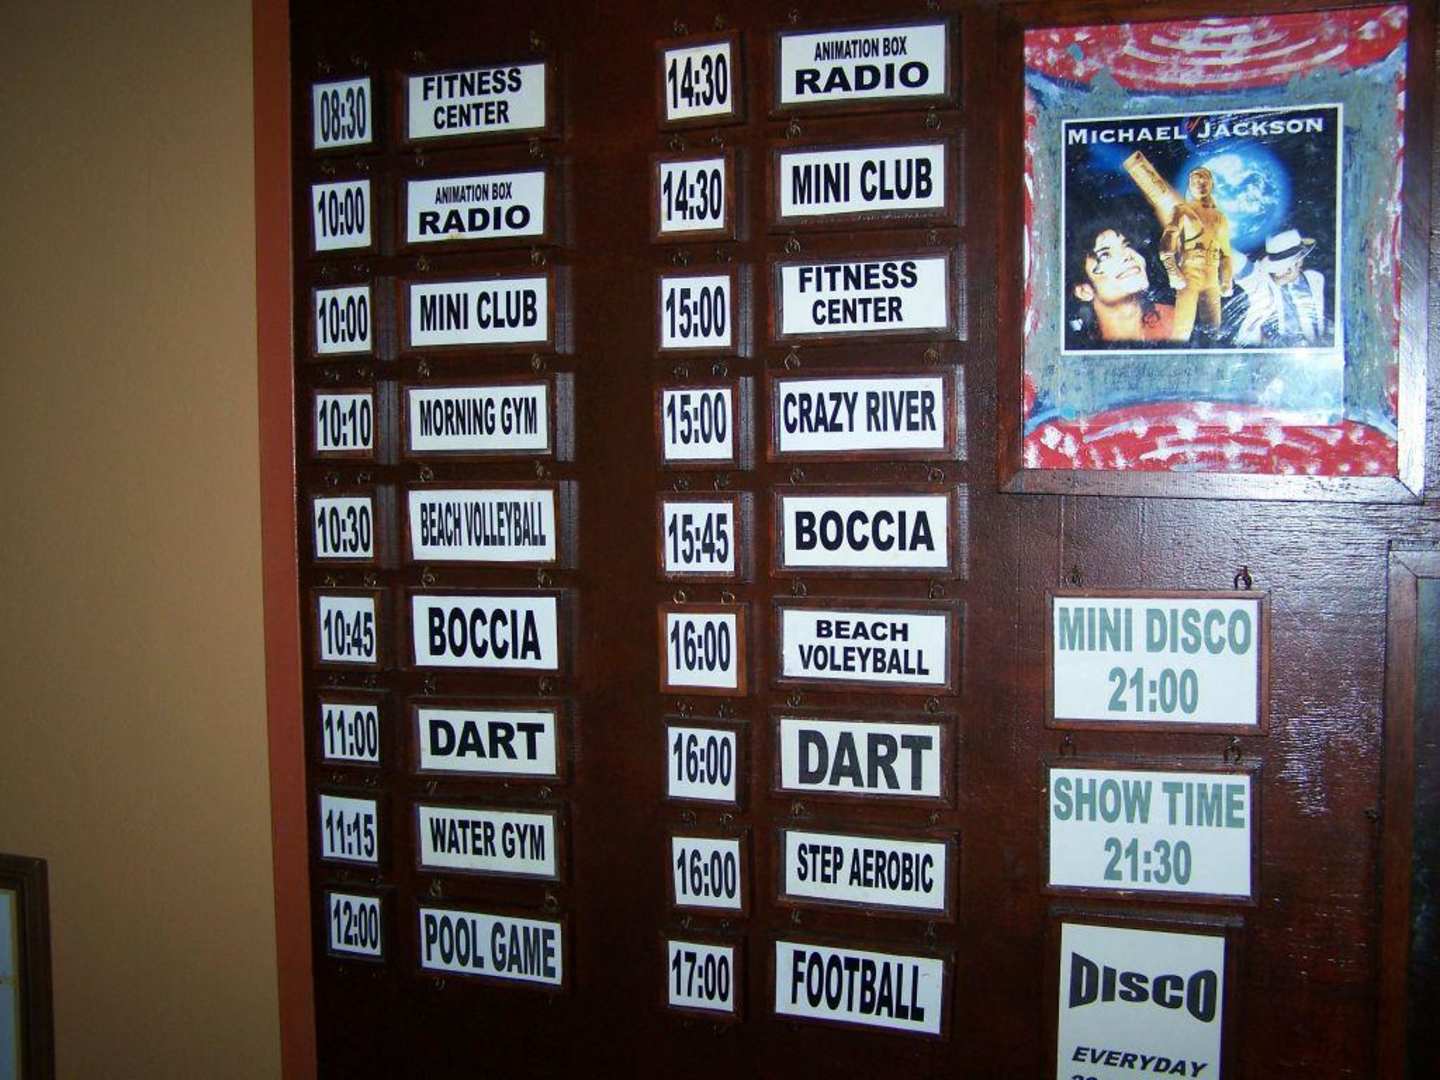 08:30
FITNESS
CENTER
10:00
ANIMATION BOX
RADIO
10:00
MINI CLUB
10:10
MORNING GYM
10:30
BEACH VOLLEYBALL
10:45
BOCCIA
11:00
DART
11:15
WATER GYM
12:00
POOL GAME
14:30
ANIMATION BOX
RADIO
14:30
MINI CLUB
15:00
FITNESS
CENTER
15:00
CRAZY RIVER
15:45
BOCCIA
16:00
BEACH
VOLEYBALL
16:00
DART
16:00
STEP AEROBIC
17:00
FOOTBALL
MICHAEL JACKSON
MINI DISCO
21:00
SHOW TIME
21:30
DISCO
EVERYDAY